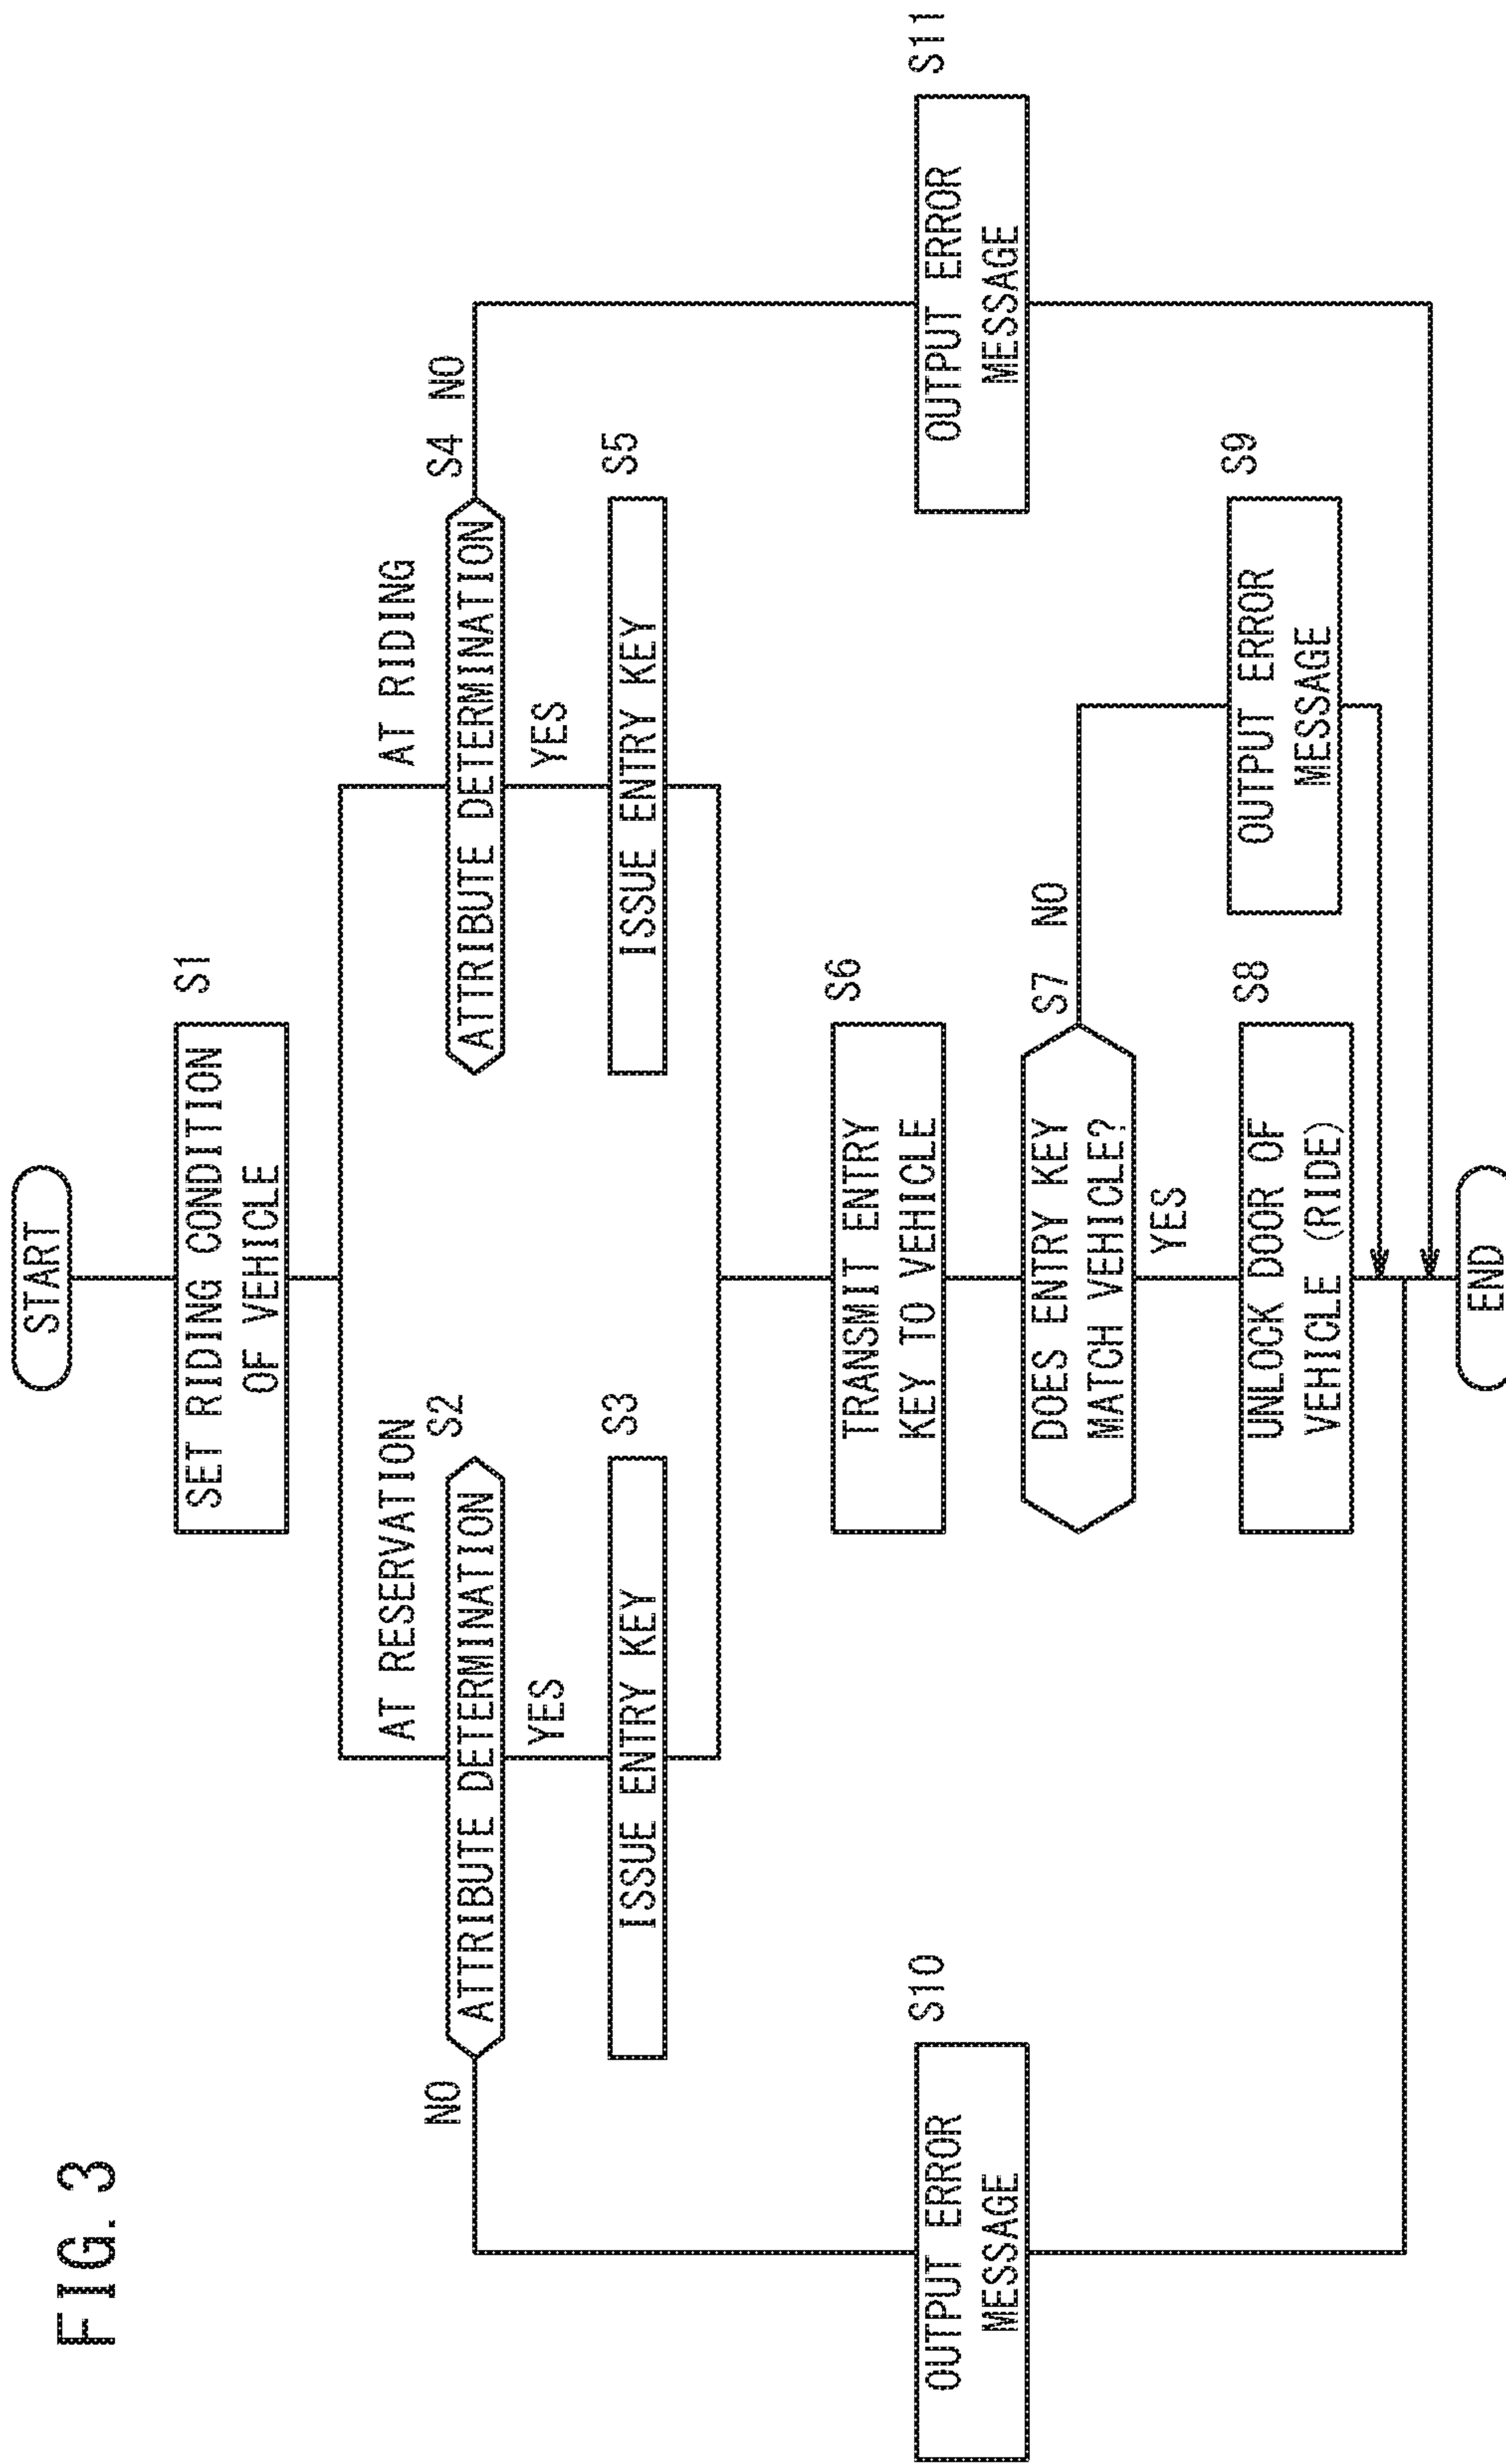 FIG. 3
START
SET RIDING CONDITION
OF VEHICLE
S1
AT RESERVATION
AT RIDING
NO
ATTRIBUTE DETERMINATION
S2
ATTRIBUTE DETERMINATION
S4
NO
YES
YES
ISSUE ENTRY KEY
S3
ISSUE ENTRY KEY
S5
TRANSMIT ENTRY
KEY TO VEHICLE
S6
OUTPUT ERROR
MESSAGE
S10
OUTPUT ERROR
MESSAGE
S11
DOES ENTRY KEY
MATCH VEHICLE?
S7
NO
YES
UNLOCK DOOR OF
VEHICLE (RIDE)
S8
OUTPUT ERROR
MESSAGE
S9
END